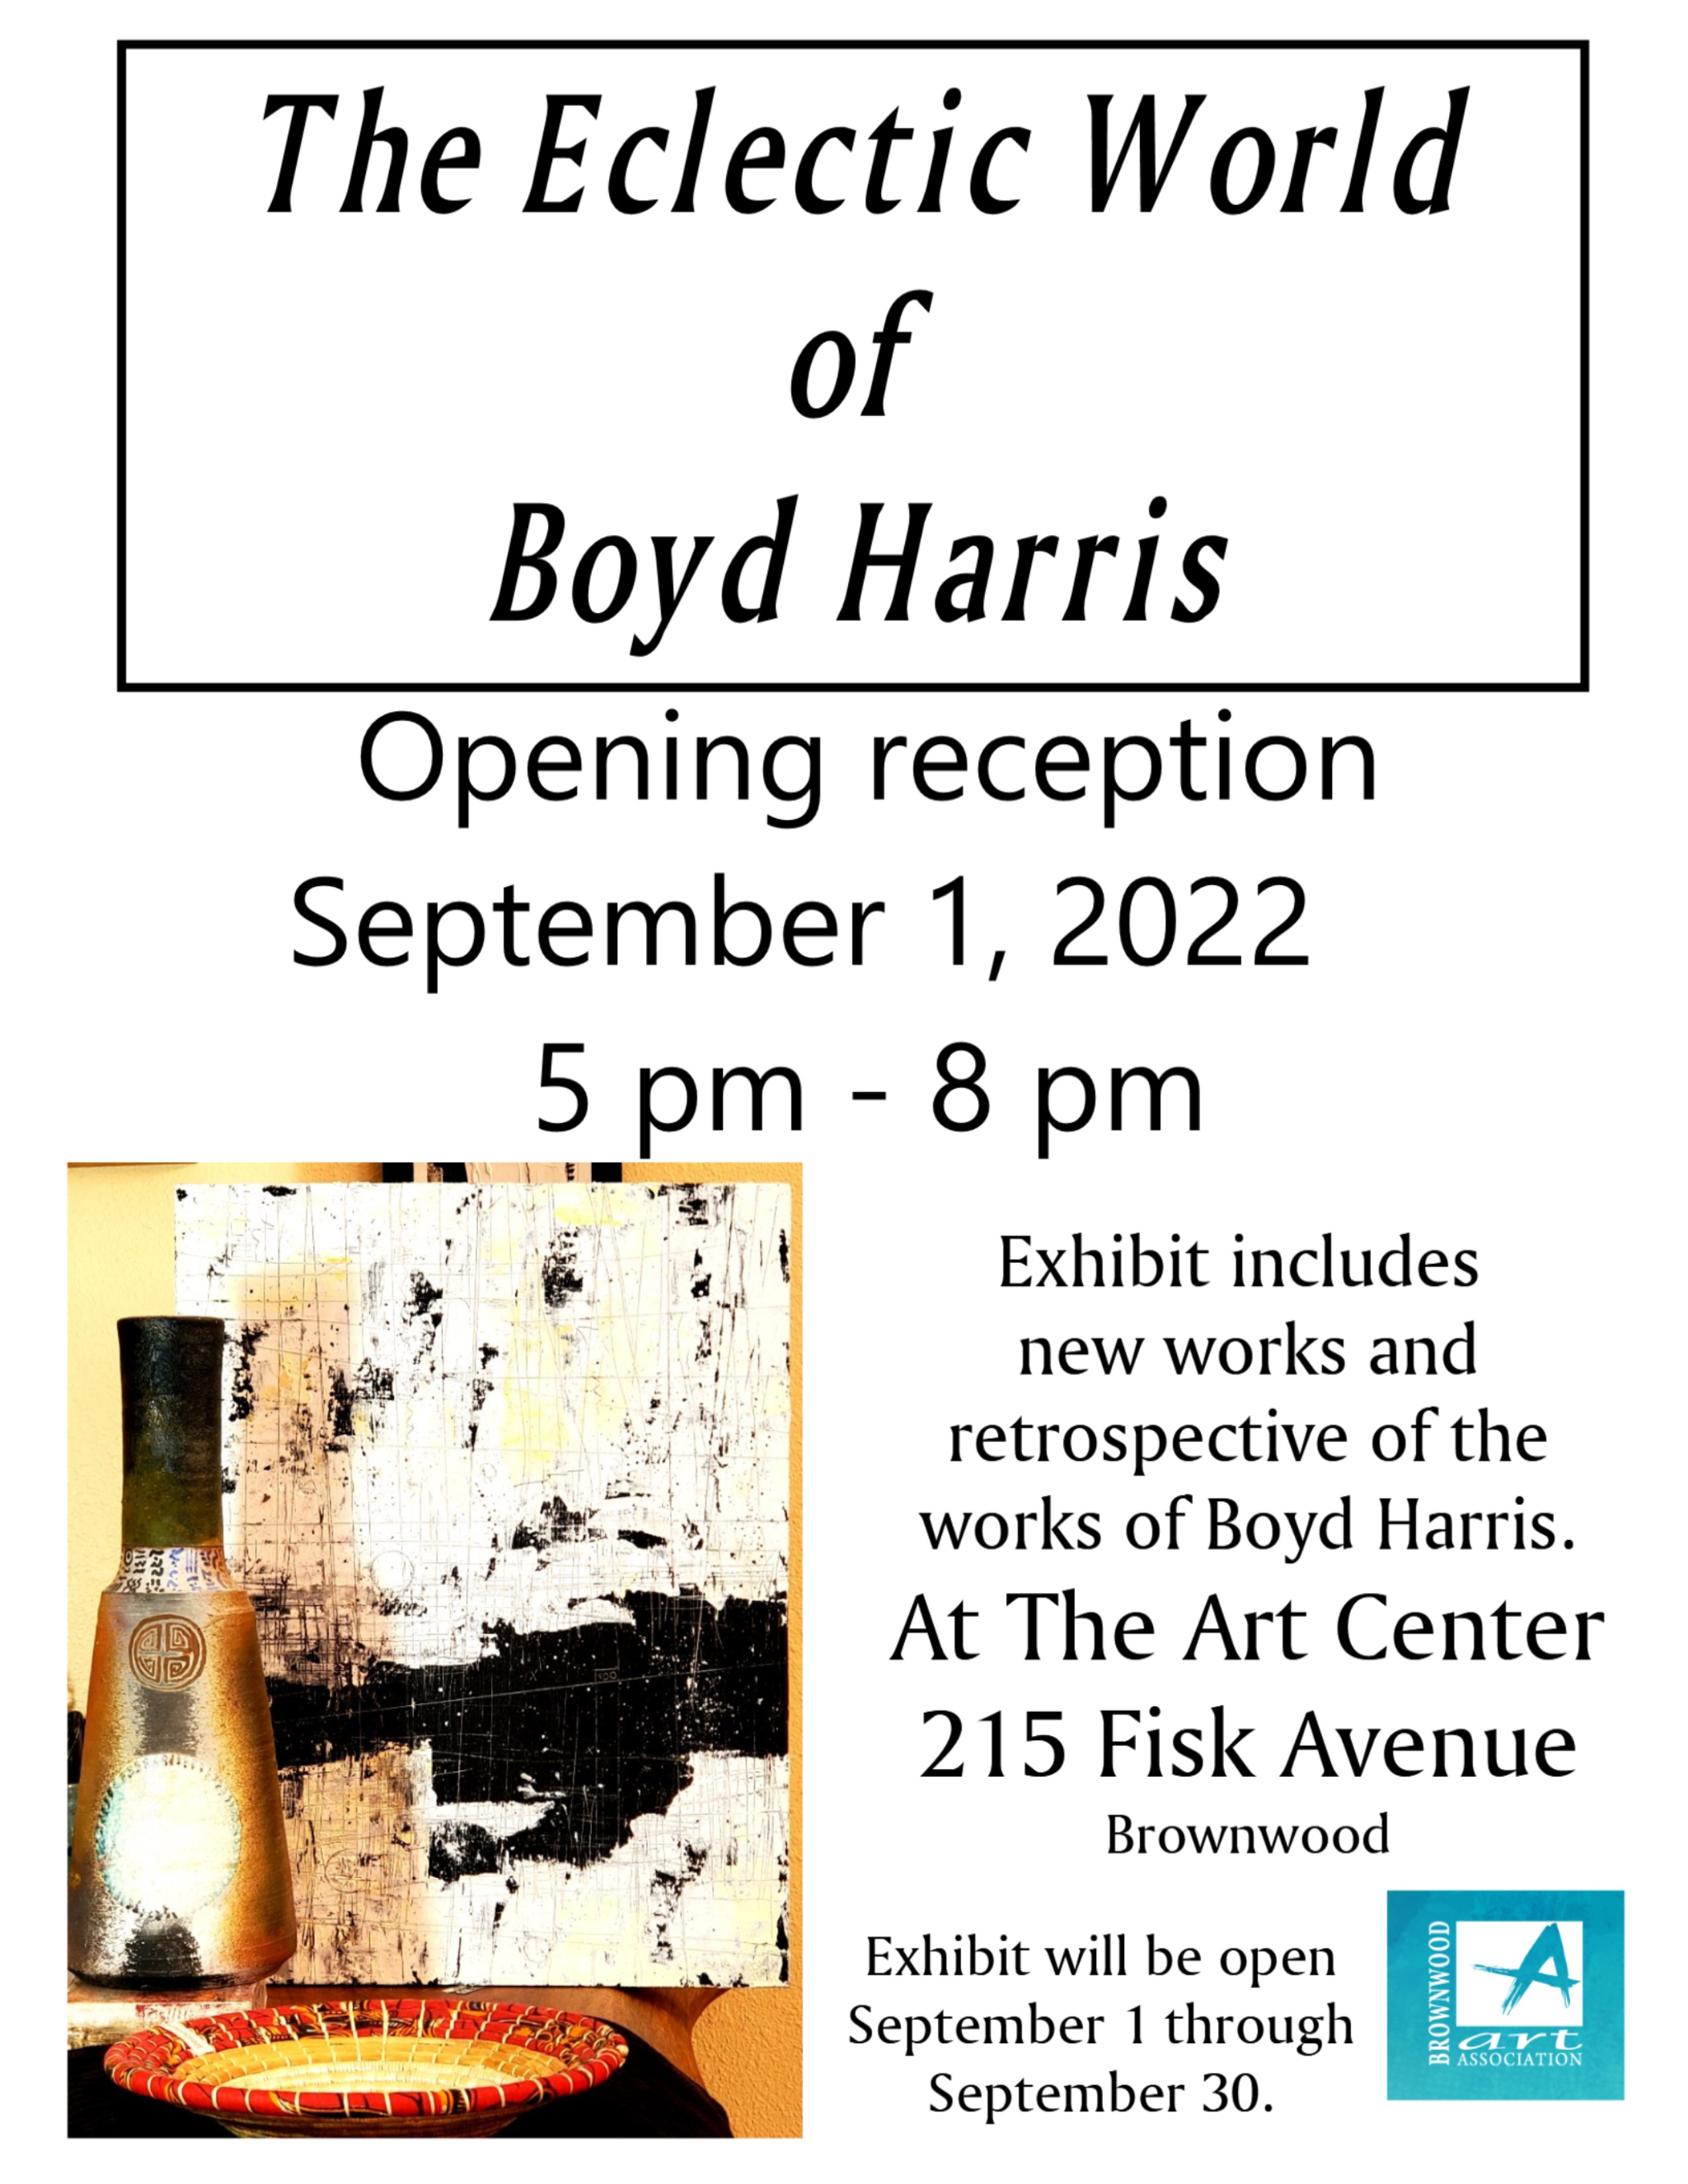 The Eclectic World
of
Boyd Harris
Opening reception
September 1, 2022
5 pm - 8 pm
Exhibit includes
new works and
retrospective of the
works of Boyd Harris.
At The Art Center
215 Fisk Avenue
Brownwood
Exhibit will be open
September 1 through
September 30.
BROWNWOOD
art
ASSOCIATION